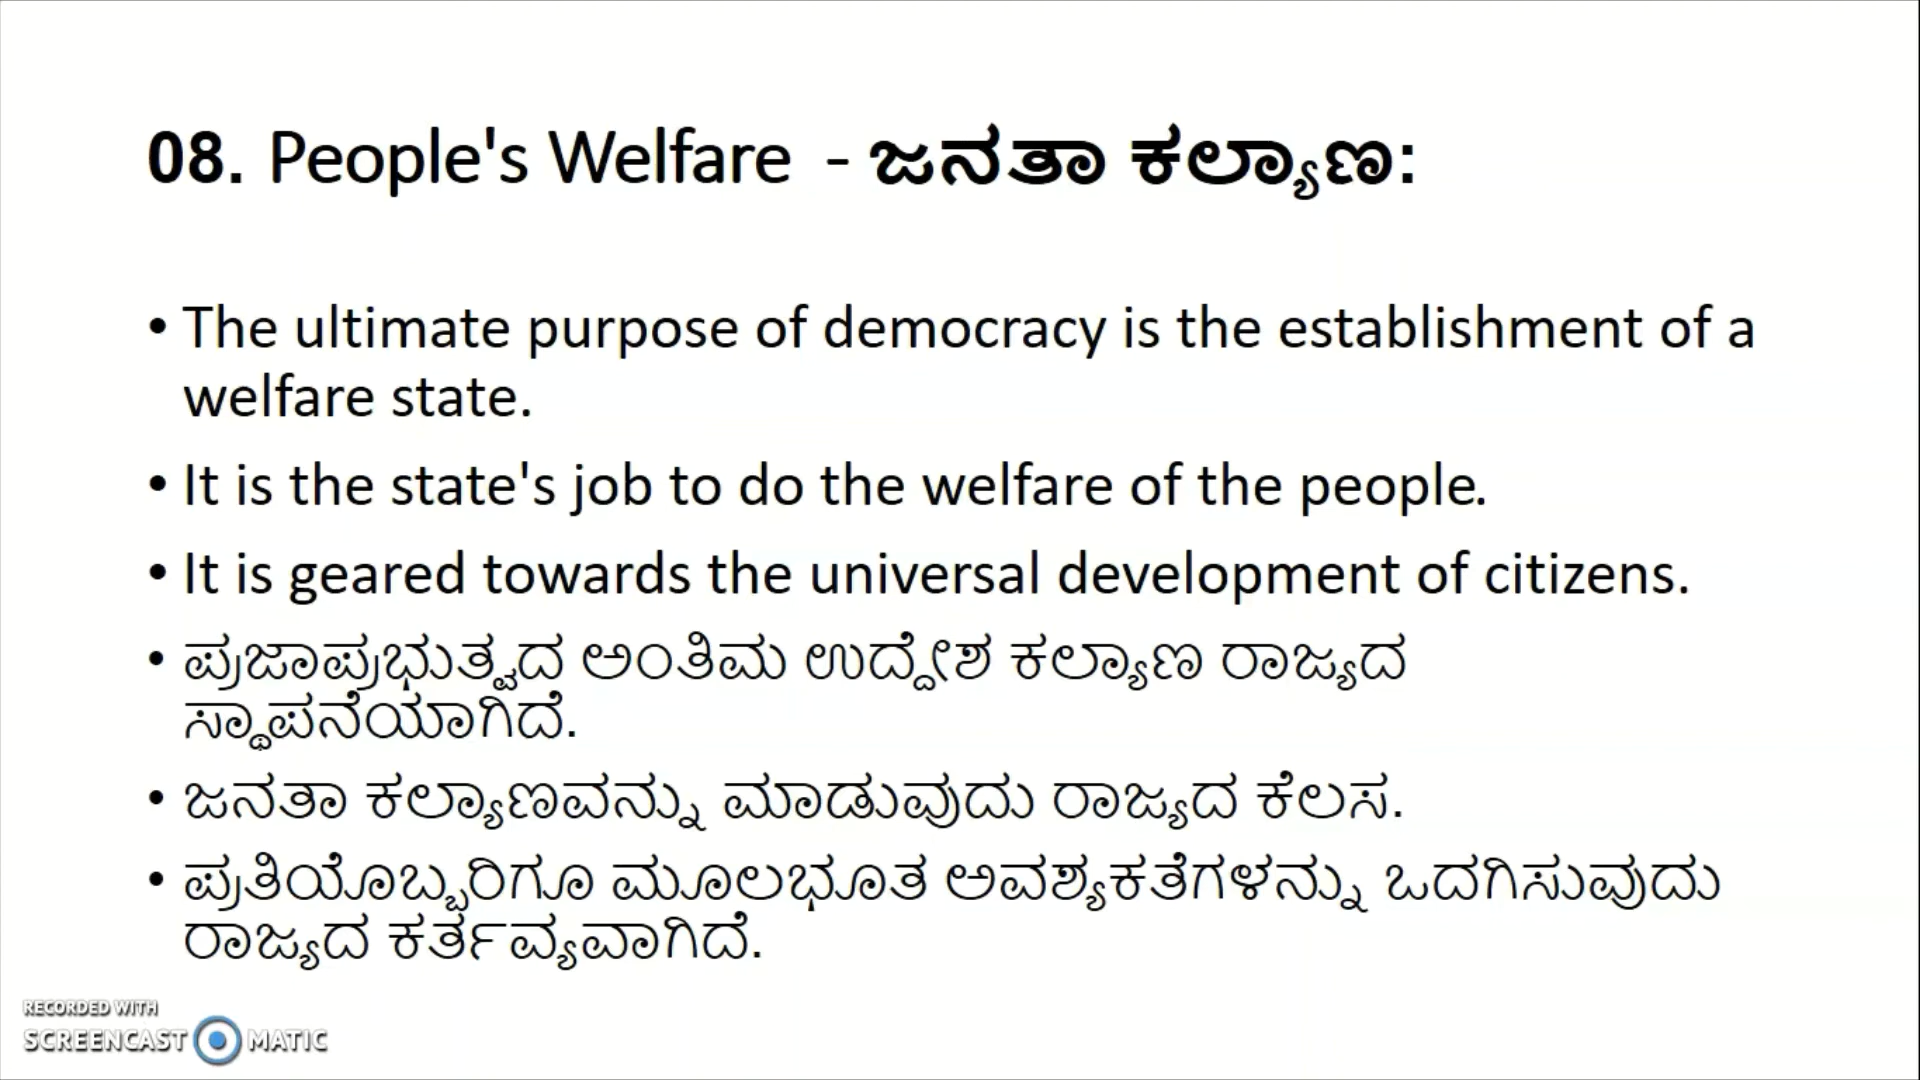 08. People's Welfare - ಜನತಾ ಕಲ್ಯಾಣ:
• The ultimate purpose of democracy is the establishment of a
welfare state.
• It is the state's job to do the welfare of the people.
• It is geared towards the universal development of citizens.
• ಪ್ರಜಾಪ್ರಭುತ್ವದ ಅಂತಿಮ ಉದ್ದೇಶ ಕಲ್ಯಾಣ ರಾಜ್ಯದ
ಸ್ಥಾಪನೆಯಾಗಿದೆ.
• ಜನತಾ ಕಲ್ಯಾಣವನ್ನು ಮಾಡುವುದು ರಾಜ್ಯದ ಕೆಲಸ.
• ಪ್ರತಿಯೊಬ್ಬರಿಗೂ ಮೂಲಭೂತ ಅವಶ್ಯಕತೆಗಳನ್ನು ಒದಗಿಸುವುದು
ರಾಜ್ಯದ ಕರ್ತವ್ಯವಾಗಿದೆ.
RECORDED WITH
SCREENCAST MATIC